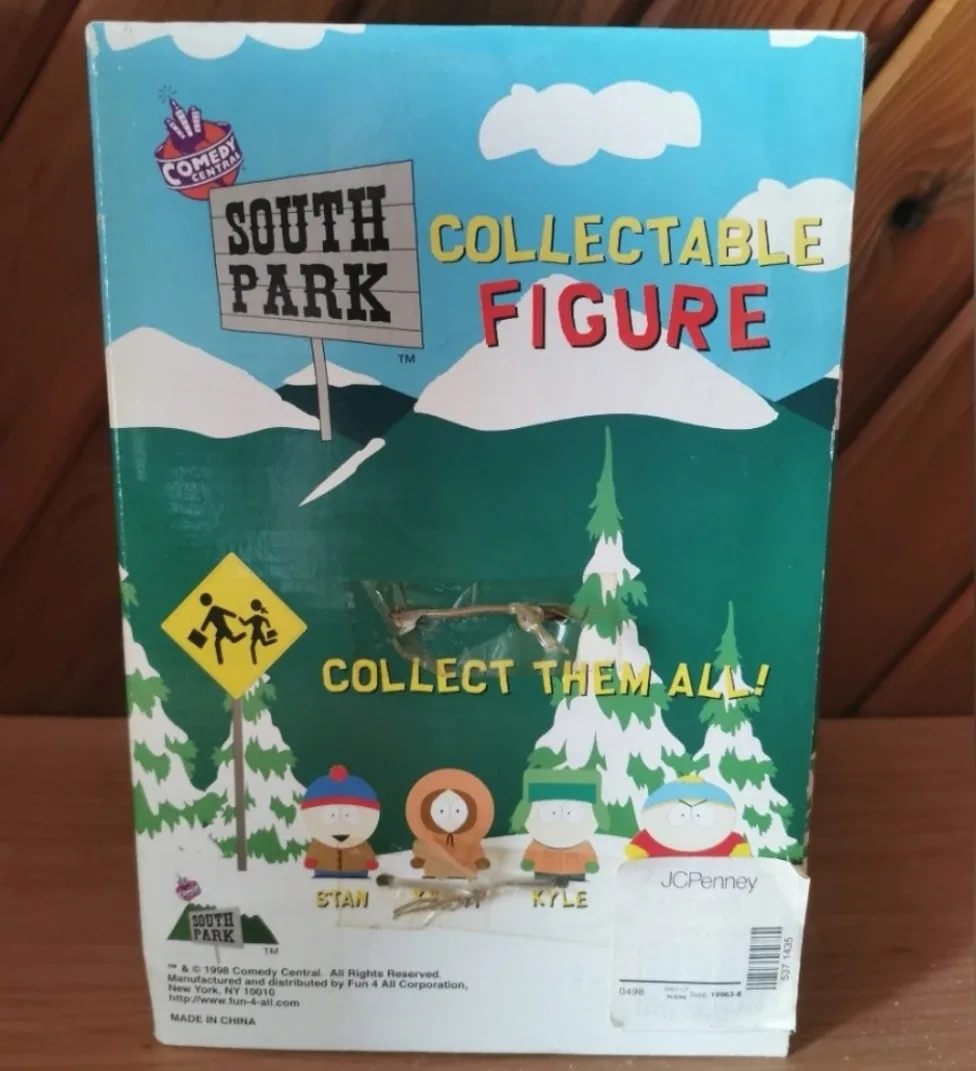 COMEDY
CENTRAL
SOUTH
PARK
TM
COLLECTABLE
FIGURE
COLLECT THEM ALL!
STAN
KYLE
SOUTH
PARK
TM
™ & © 1998 Comedy Central. All Rights Reserved.
Manufactured and distributed by Fun 4 All Corporation,
New York, NY 10010
http://www.fun-4-all.com
MADE IN CHINA
JCPenney
537 1435
0498
19963-6